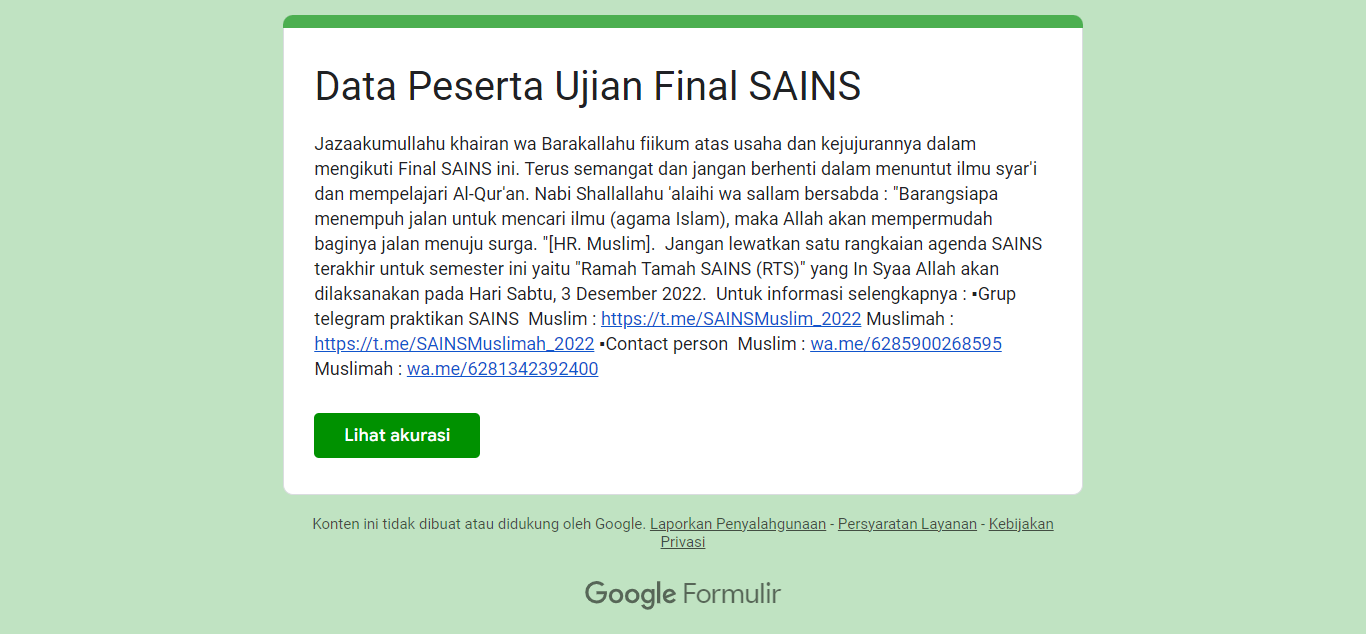 Data Peserta Ujian Final SAINS
Jazaakumullahu khairan wa Barakallahu fiikum atas usaha dan kejujurannya dalam
mengikuti Final SAINS ini. Terus semangat dan jangan berhenti dalam menuntut ilmu syar'i
dan mempelajari Al-Qur'an. Nabi Shallallahu 'alaihi wa sallam bersabda : "Barangsiapa
menempuh jalan untuk mencari ilmu (agama Islam), maka Allah akan mempermudah
baginya jalan menuju surga. "[HR. Muslim].  Jangan lewatkan satu rangkaian agenda SAINS
terakhir untuk semester ini yaitu "Ramah Tamah SAINS (RTS)" yang In Syaa Allah akan
dilaksanakan pada Hari Sabtu, 3 Desember 2022.  Untuk informasi selengkapnya : ▪Grup
telegram praktikan SAINS  Muslim : https://t.me/SAINSMuslim_2022 Muslimah :
https://t.me/SAINSMuslimah_2022 ▪Contact person  Muslim : wa.me/6285900268595
Muslimah : wa.me/6281342392400
Lihat akurasi
Konten ini tidak dibuat atau didukung oleh Google. Laporkan Penyalahgunaan - Persyaratan Layanan - Kebijakan
Privasi
Google Formulir